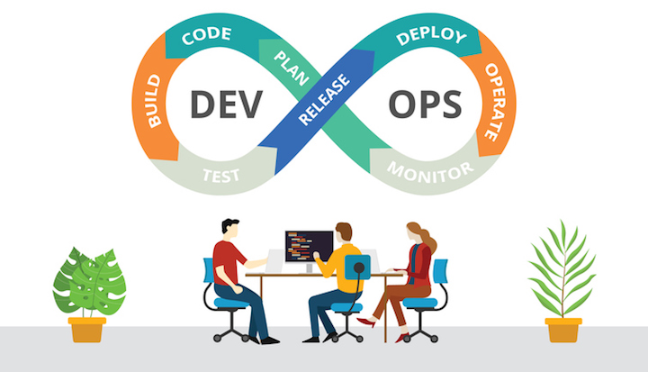 CODE
PLAN
RELEASE
DEPLOY
OPERATE
MONITOR
TEST
BUILD
DEV
OPS